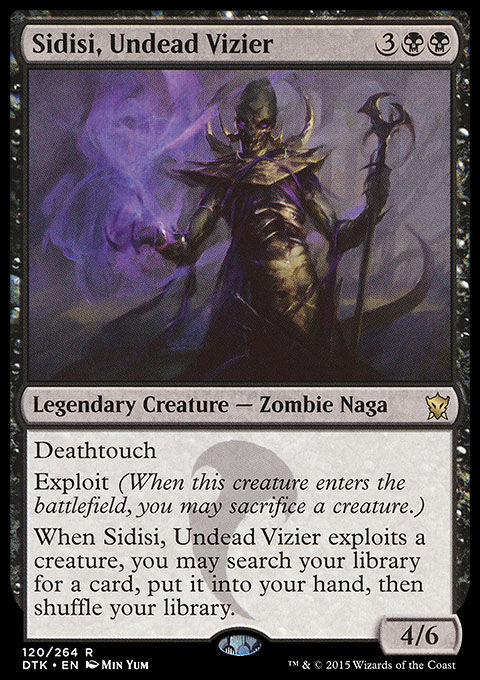 Sidisi, Undead Vizier 3
Legendary Creature — Zombie Naga
Deathtouch
Exploit (When this creature enters the
battlefield, you may sacrifice a creature.)
When Sidisi, Undead Vizier exploits a
creature, you may search your library
for a card, put it into your hand, then
shuffle your library.
4/6
120/264 R
DTK • EN Min Yum
™ & © 2015 Wizards of the Coast